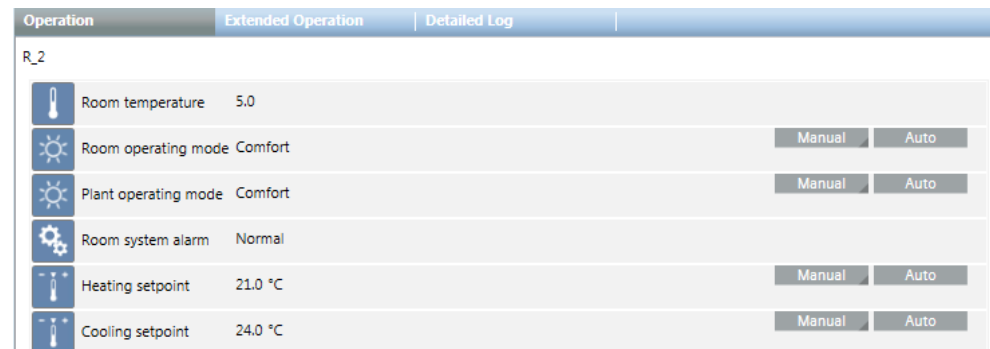 Operation Extended Operation Detailed Log
R_2
Room temperature 5.0
Room operating mode Comfort Manual Auto
Plant operating mode Comfort Manual Auto
Room system alarm Normal
Heating setpoint 21.0 °C Manual Auto
Cooling setpoint 24.0 °C Manual Auto